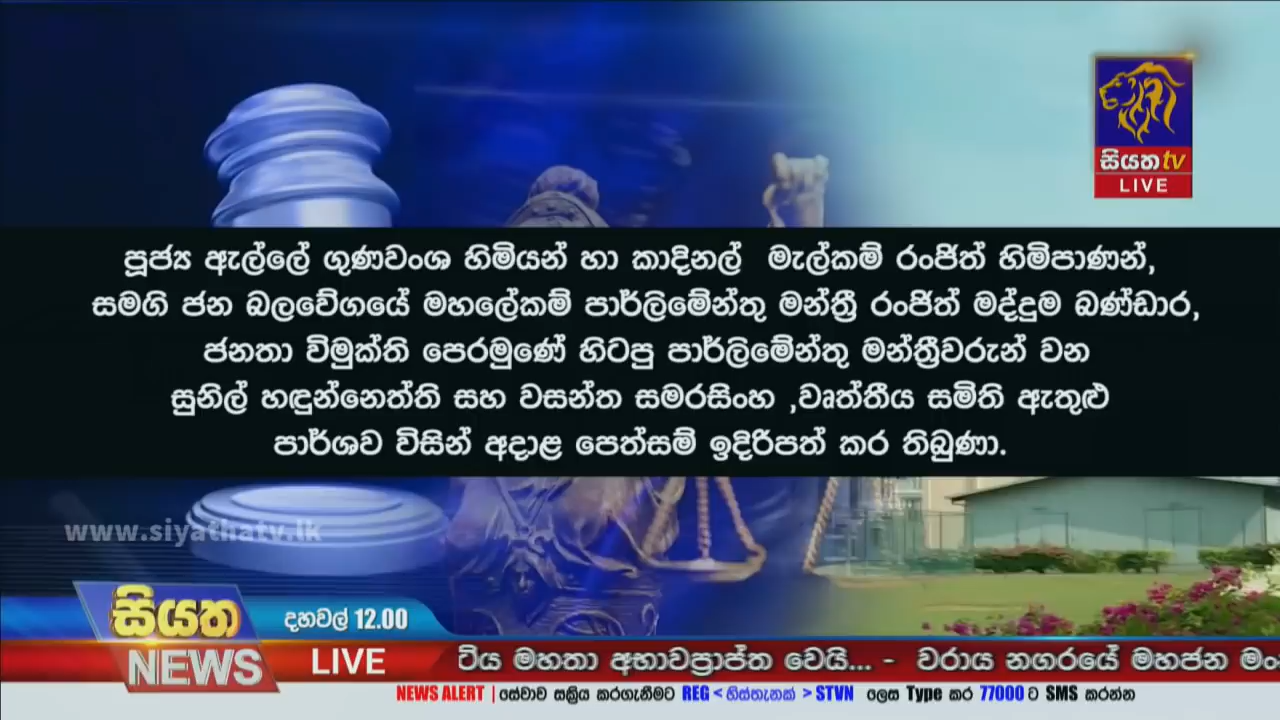 සියත tv
LIVE
පූජ්‍ය ඇල්ලේ ගුණවංශ හිමියන් හා කාදිනල් මැල්කම් රංජිත් හිමිපාණන්,
සමගි ජන බලවේගයේ මහලේකම් පාර්ලිමේන්තු මන්ත්‍රී රංජිත් මද්දුම බණ්ඩාර,
ජනතා විමුක්ති පෙරමුණේ හිටපු පාර්ලිමේන්තු මන්ත්‍රීවරුන් වන
සුනිල් හඳුන්නෙත්ති සහ වසන්ත සමරසිංහ ,වෘත්තීය සමිති ඇතුළු
පාර්ශව විසින් අදාළ පෙත්සම් ඉදිරිපත් කර තිබුණා.
www.siyathatv.lk
සියත
NEWS
දහවල් 12.00
LIVE ටිය මහතා අභාවප්‍රාප්ත වෙයි... - වරාය නගරයේ මහජන
NEWS ALERT | සේවාව සක්‍රිය කරගැනීමට REG < හිස්තැනක් > STVN ලෙස Type කර 77000 ට SMS කරන්න